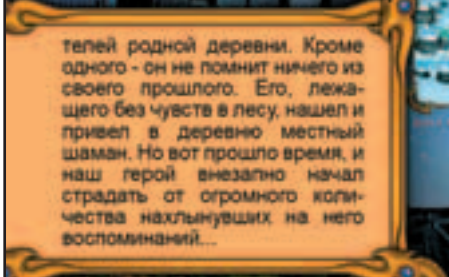 телей родной деревни. Кроме
одного - он не помнит ничего из
своего прошлого. Его, лежа-
щего без чувств в лесу, нашел и
привел в деревню местный
шаман. Но вот прошло время, и
наш герой внезапно начал
страдать от огромного коли-
чества нахлынувших на него
воспоминаний...